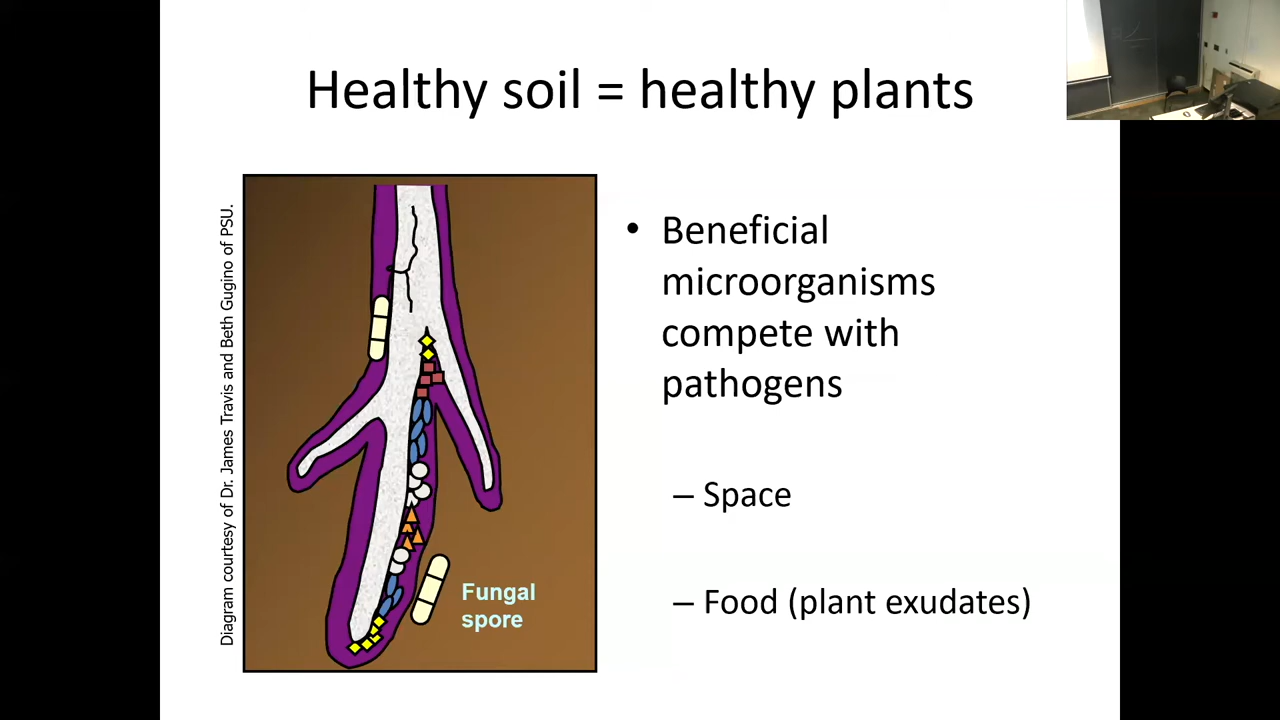 Healthy soil = healthy plants
Diagram courtesy of Dr. James Travis and Beth Gugino of PSU.
Fungal
spore
• Beneficial
microorganisms
compete with
pathogens
– Space
– Food (plant exudates)